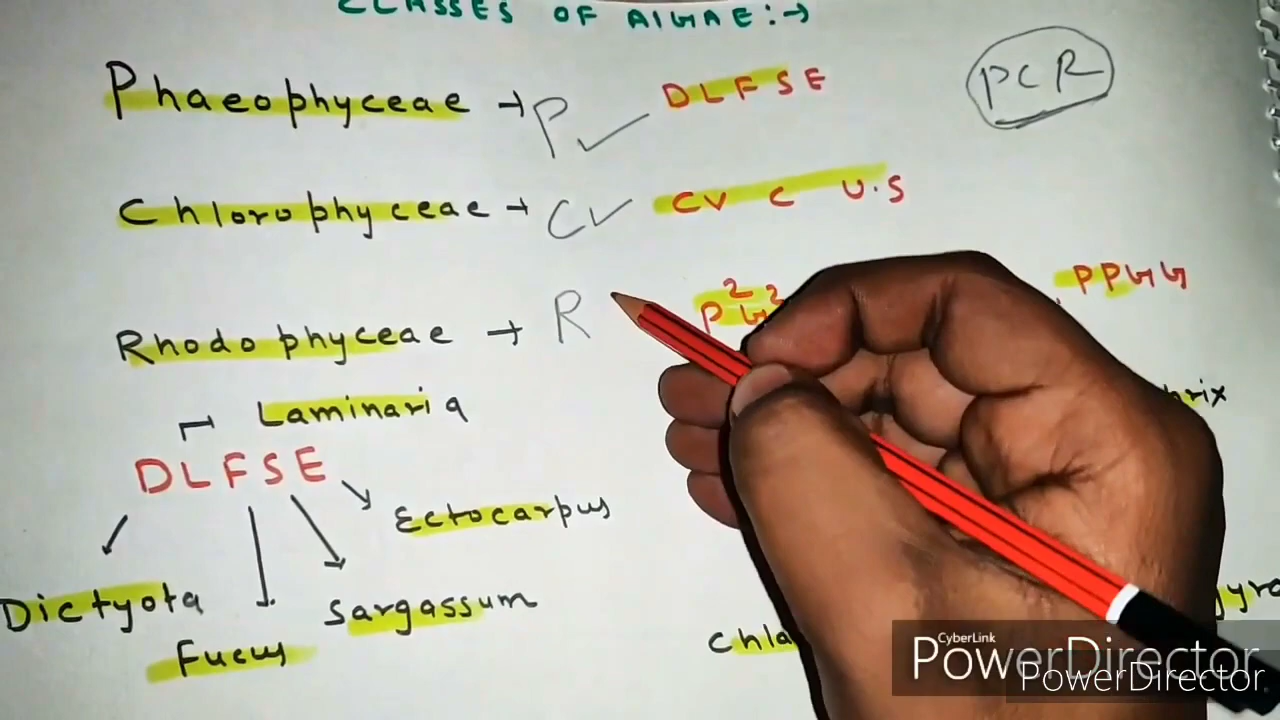 CLASSES OF AlGAE:→
PCR
Phaeophyceae → P ✓ DLFSE
Chlorophyceae → C ✓ CV C U.S
Rhodophyceae → R P²G² PPGG
Laminaria
DLFSE
Ectocarpus
Dictyota
Sargassum
Fucus
CyberLink
PowerDirector
PowerDirector